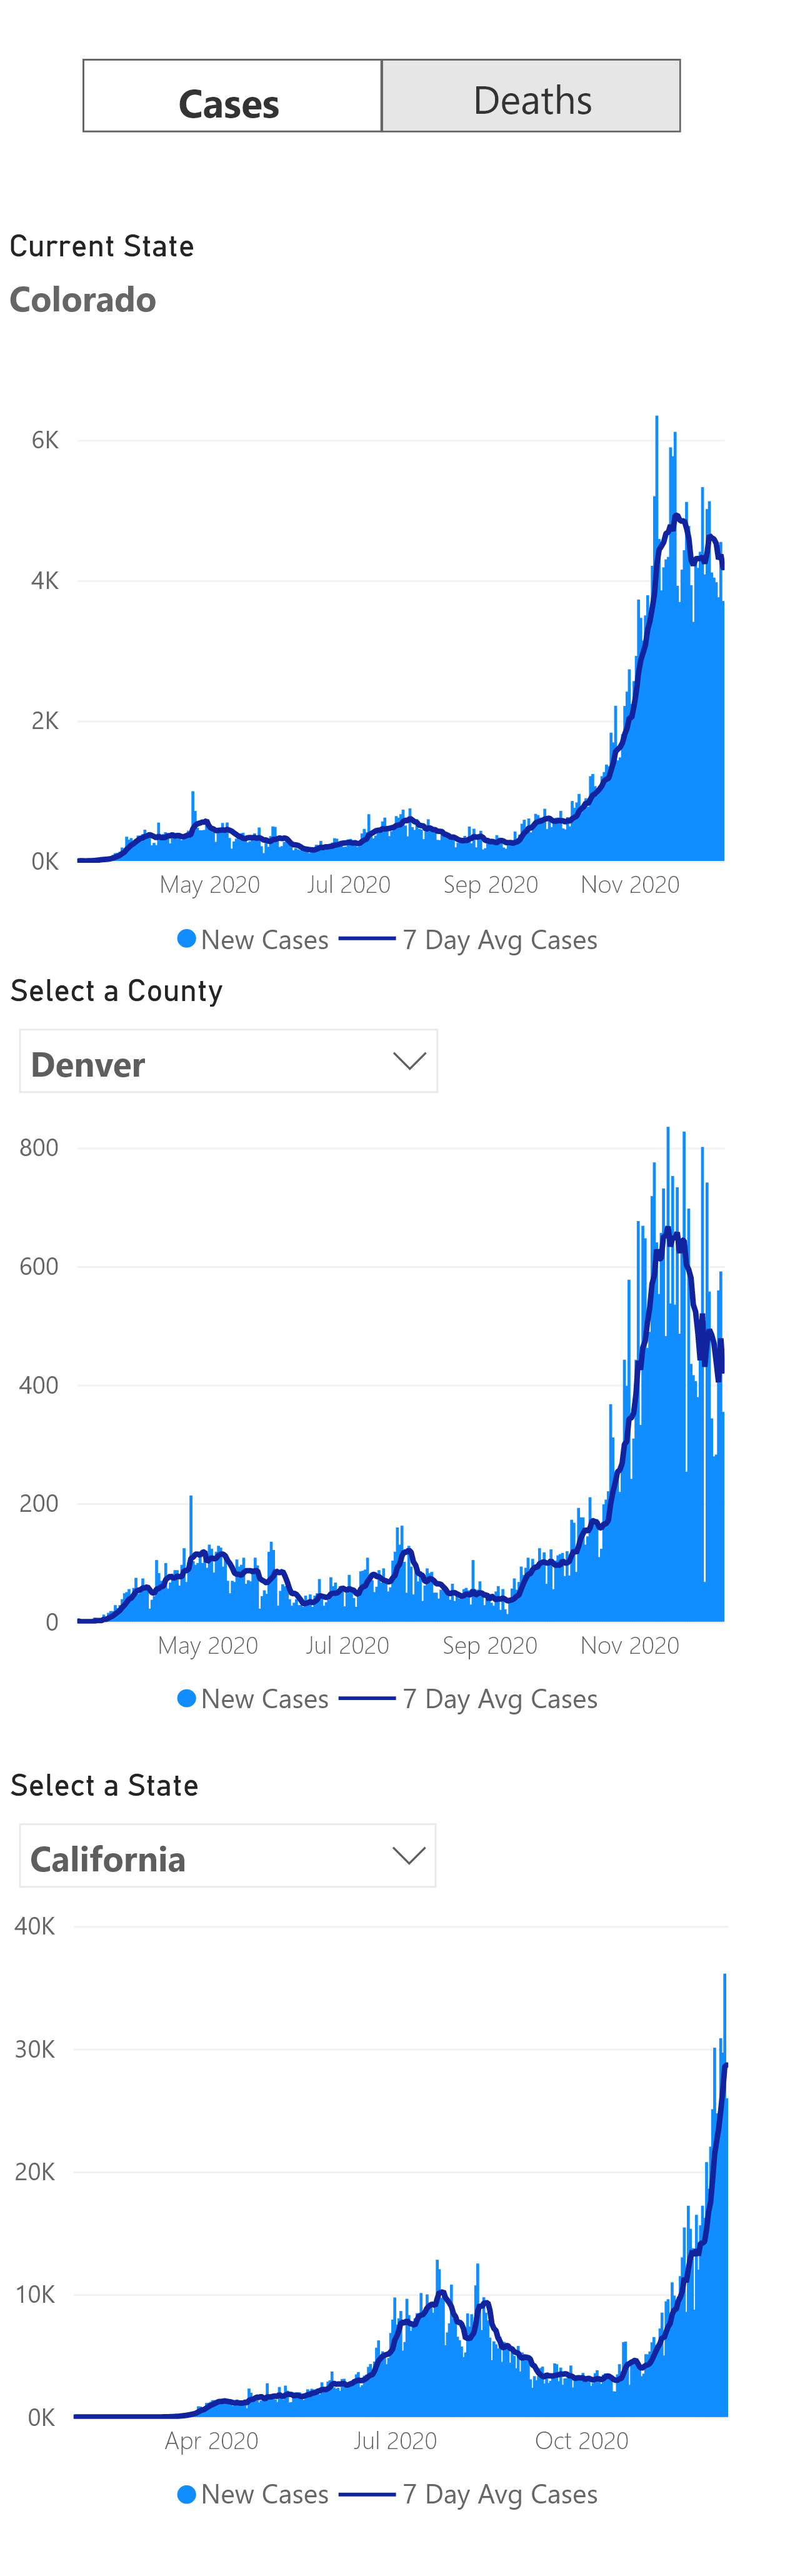 Cases Deaths
Current State
Colorado
6K
4K
2K
0K
May 2020 Jul 2020 Sep 2020 Nov 2020
New Cases 7 Day Avg Cases
Select a County
Denver
800
600
400
200
0
May 2020 Jul 2020 Sep 2020 Nov 2020
New Cases 7 Day Avg Cases
Select a State
California
40K
30K
20K
10K
0K
Apr 2020 Jul 2020 Oct 2020
New Cases 7 Day Avg Cases